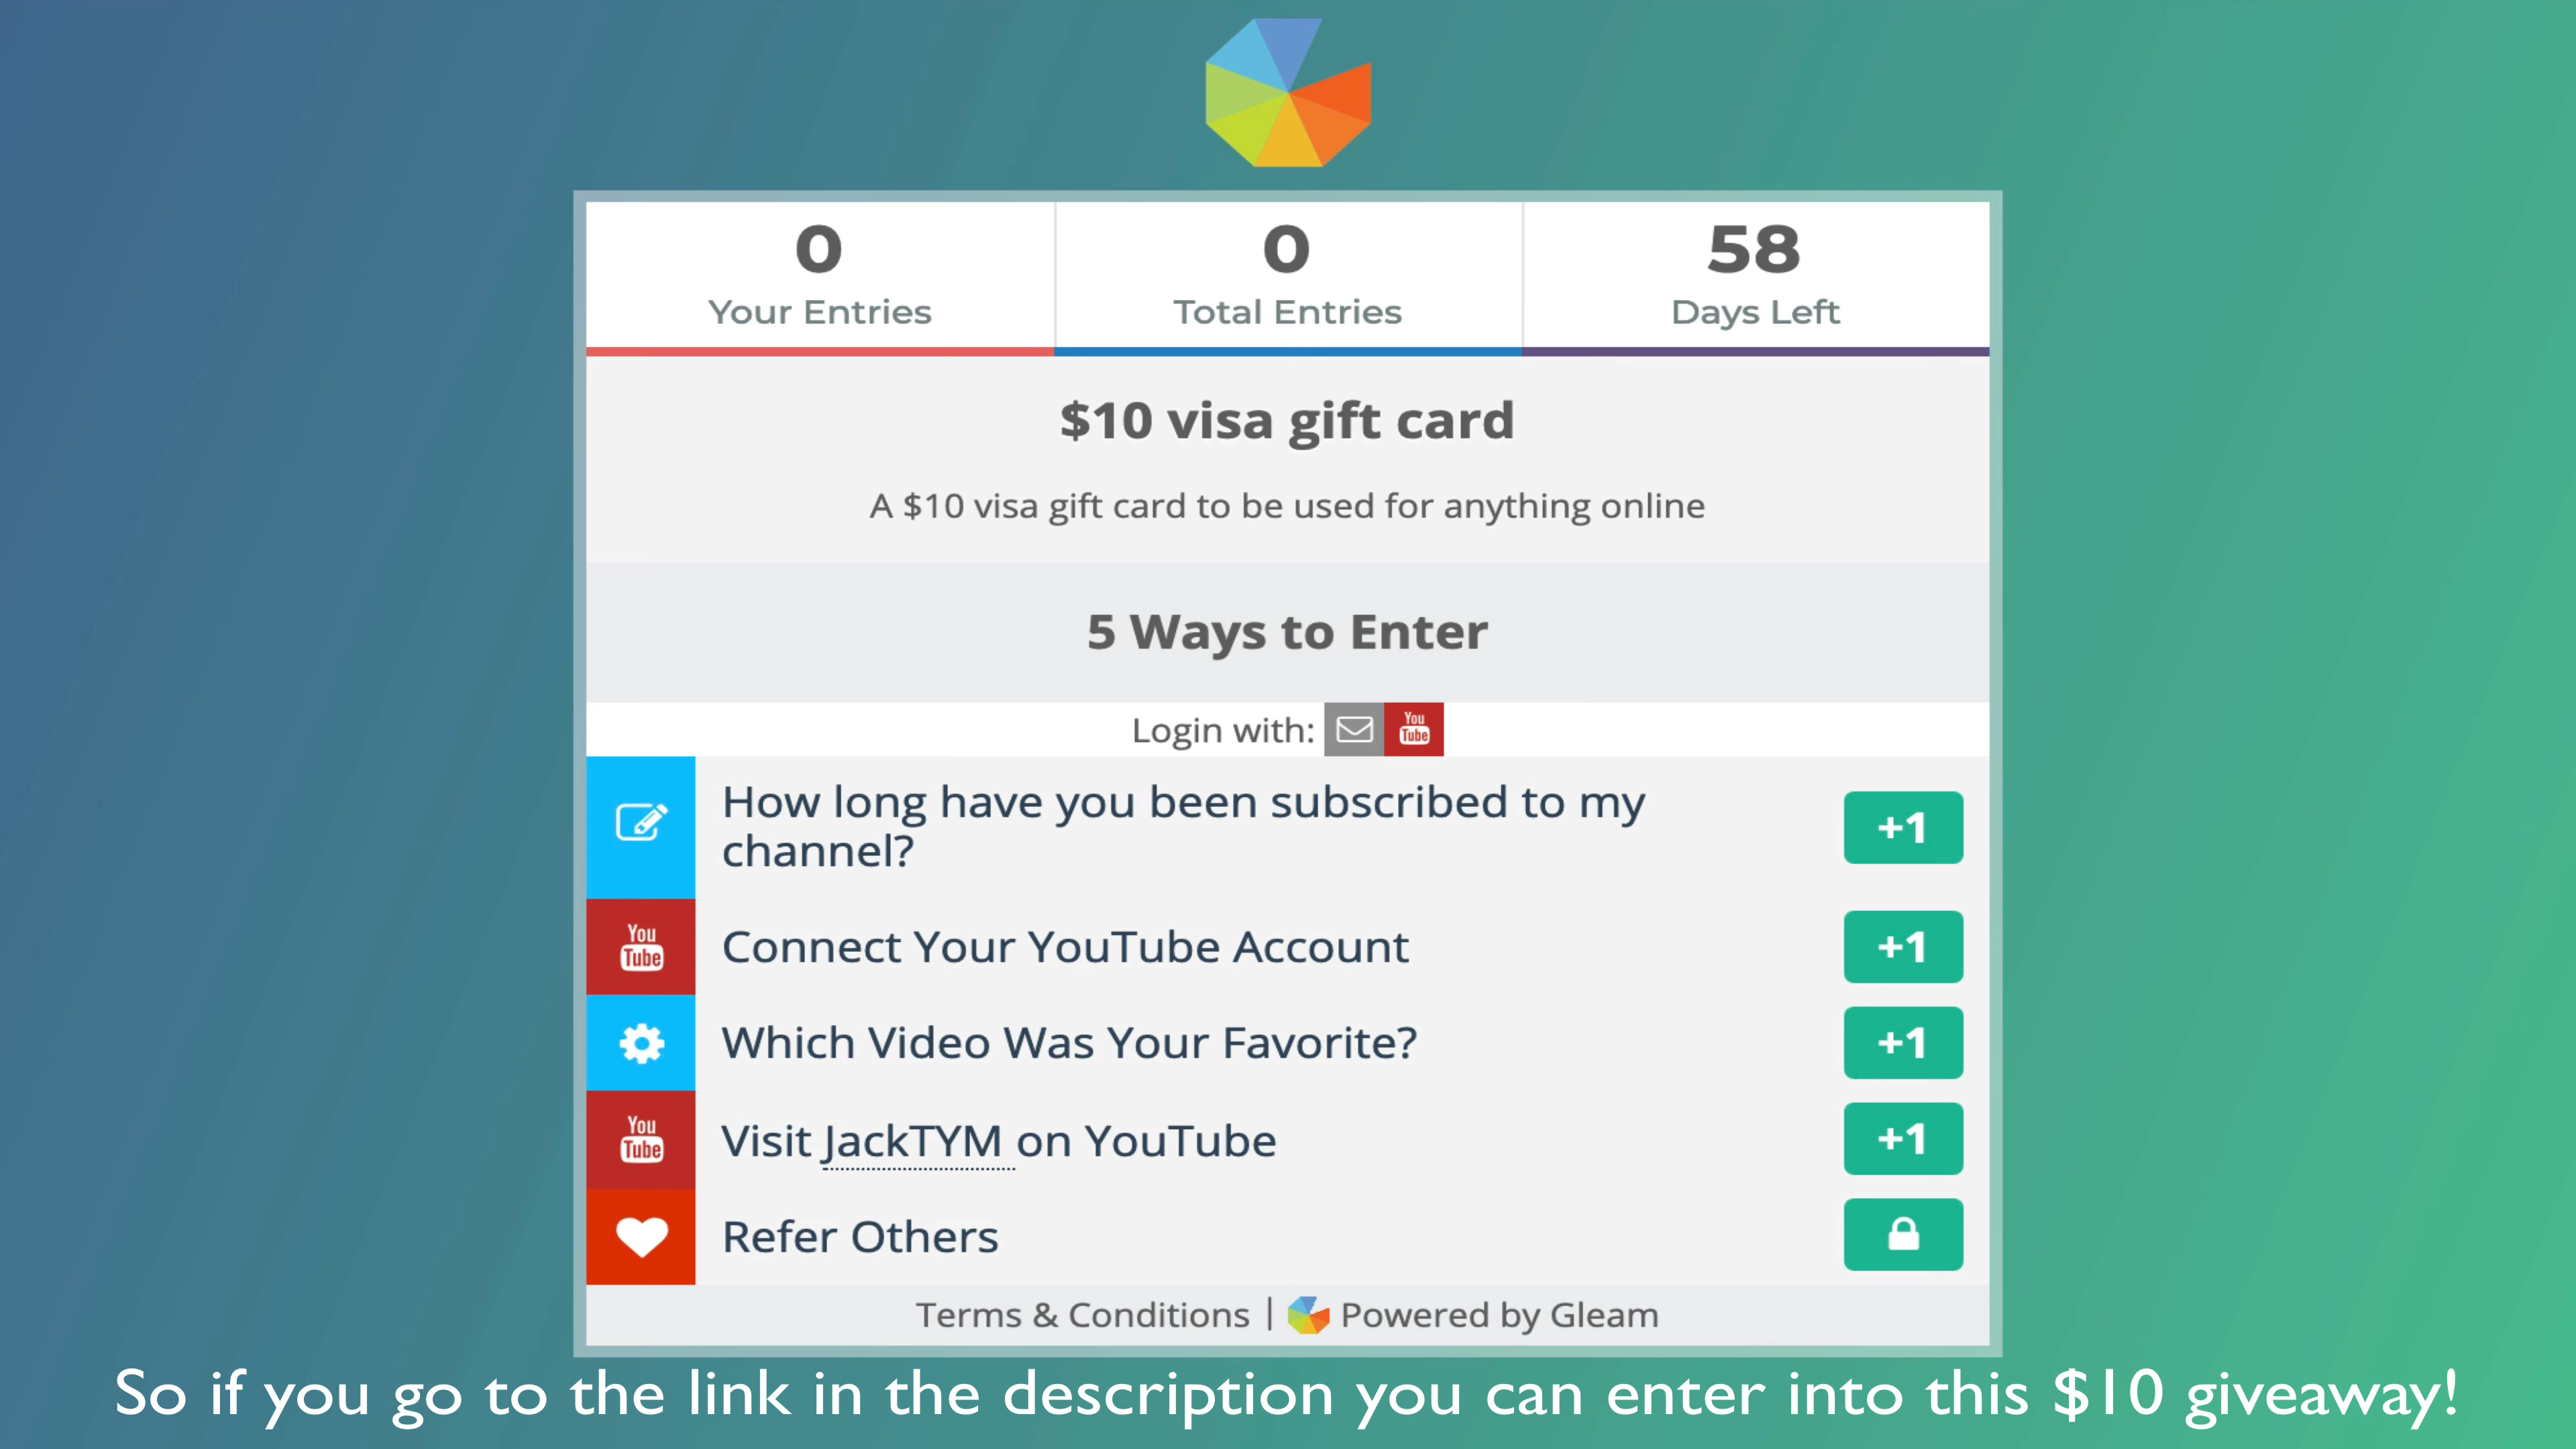 0
Your Entries
0
Total Entries
58
Days Left
$10 visa gift card
A $10 visa gift card to be used for anything online
5 Ways to Enter
Login with:
You
Tube
How long have you been subscribed to my
channel?
+1
You
Tube
Connect Your YouTube Account
+1
Which Video Was Your Favorite?
+1
You
Tube
Visit JackTYM on YouTube
+1
Refer Others
Terms & Conditions | Powered by Gleam
So if you go to the link in the description you can enter into this $10 giveaway!